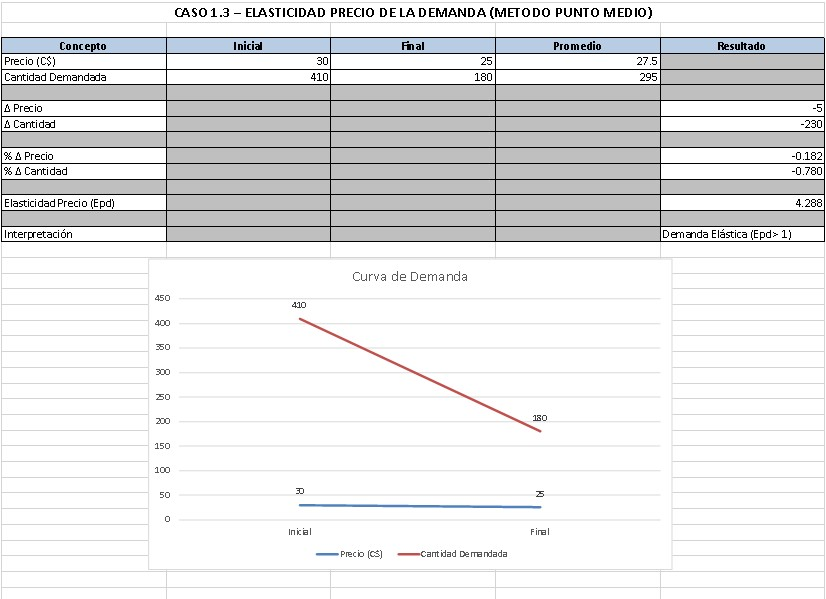 CASO 1.3 – ELASTICIDAD PRECIO DE LA DEMANDA (METODO PUNTO MEDIO)
Concepto Inicial Final Promedio Resultado
Precio (C$) 30 25 27.5
Cantidad Demandada 410 180 295
Δ Precio -5
Δ Cantidad -230
% Δ Precio -0.182
% Δ Cantidad -0.780
Elasticidad Precio (Epd) 4.288
Interpretación Demanda Elástica (Epd> 1)
Curva de Demanda
450
410
400
350
300
250
200
180
150
100
50
30 25
0
Inicial Final
Precio (C$) Cantidad Demandada